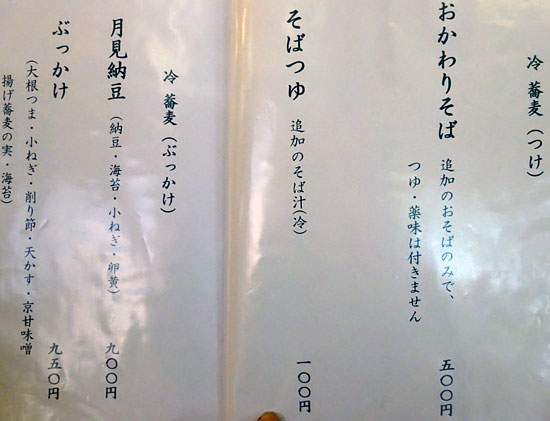 冷 蕎麦（つけ）
おかわりそば 追加のおそばのみで、
つゆ・薬味は付きません
五〇〇円
そばつゆ 追加のそば汁（冷） 一〇〇円
冷 蕎麦（ぶっかけ）
月見納豆（納豆・海苔・小ねぎ・卵黄） 九〇〇円
ぶっかけ
（大根つま・小ねぎ・削り節・天かす・京甘味噌
揚げ蕎麦の実・海苔）
九五〇円